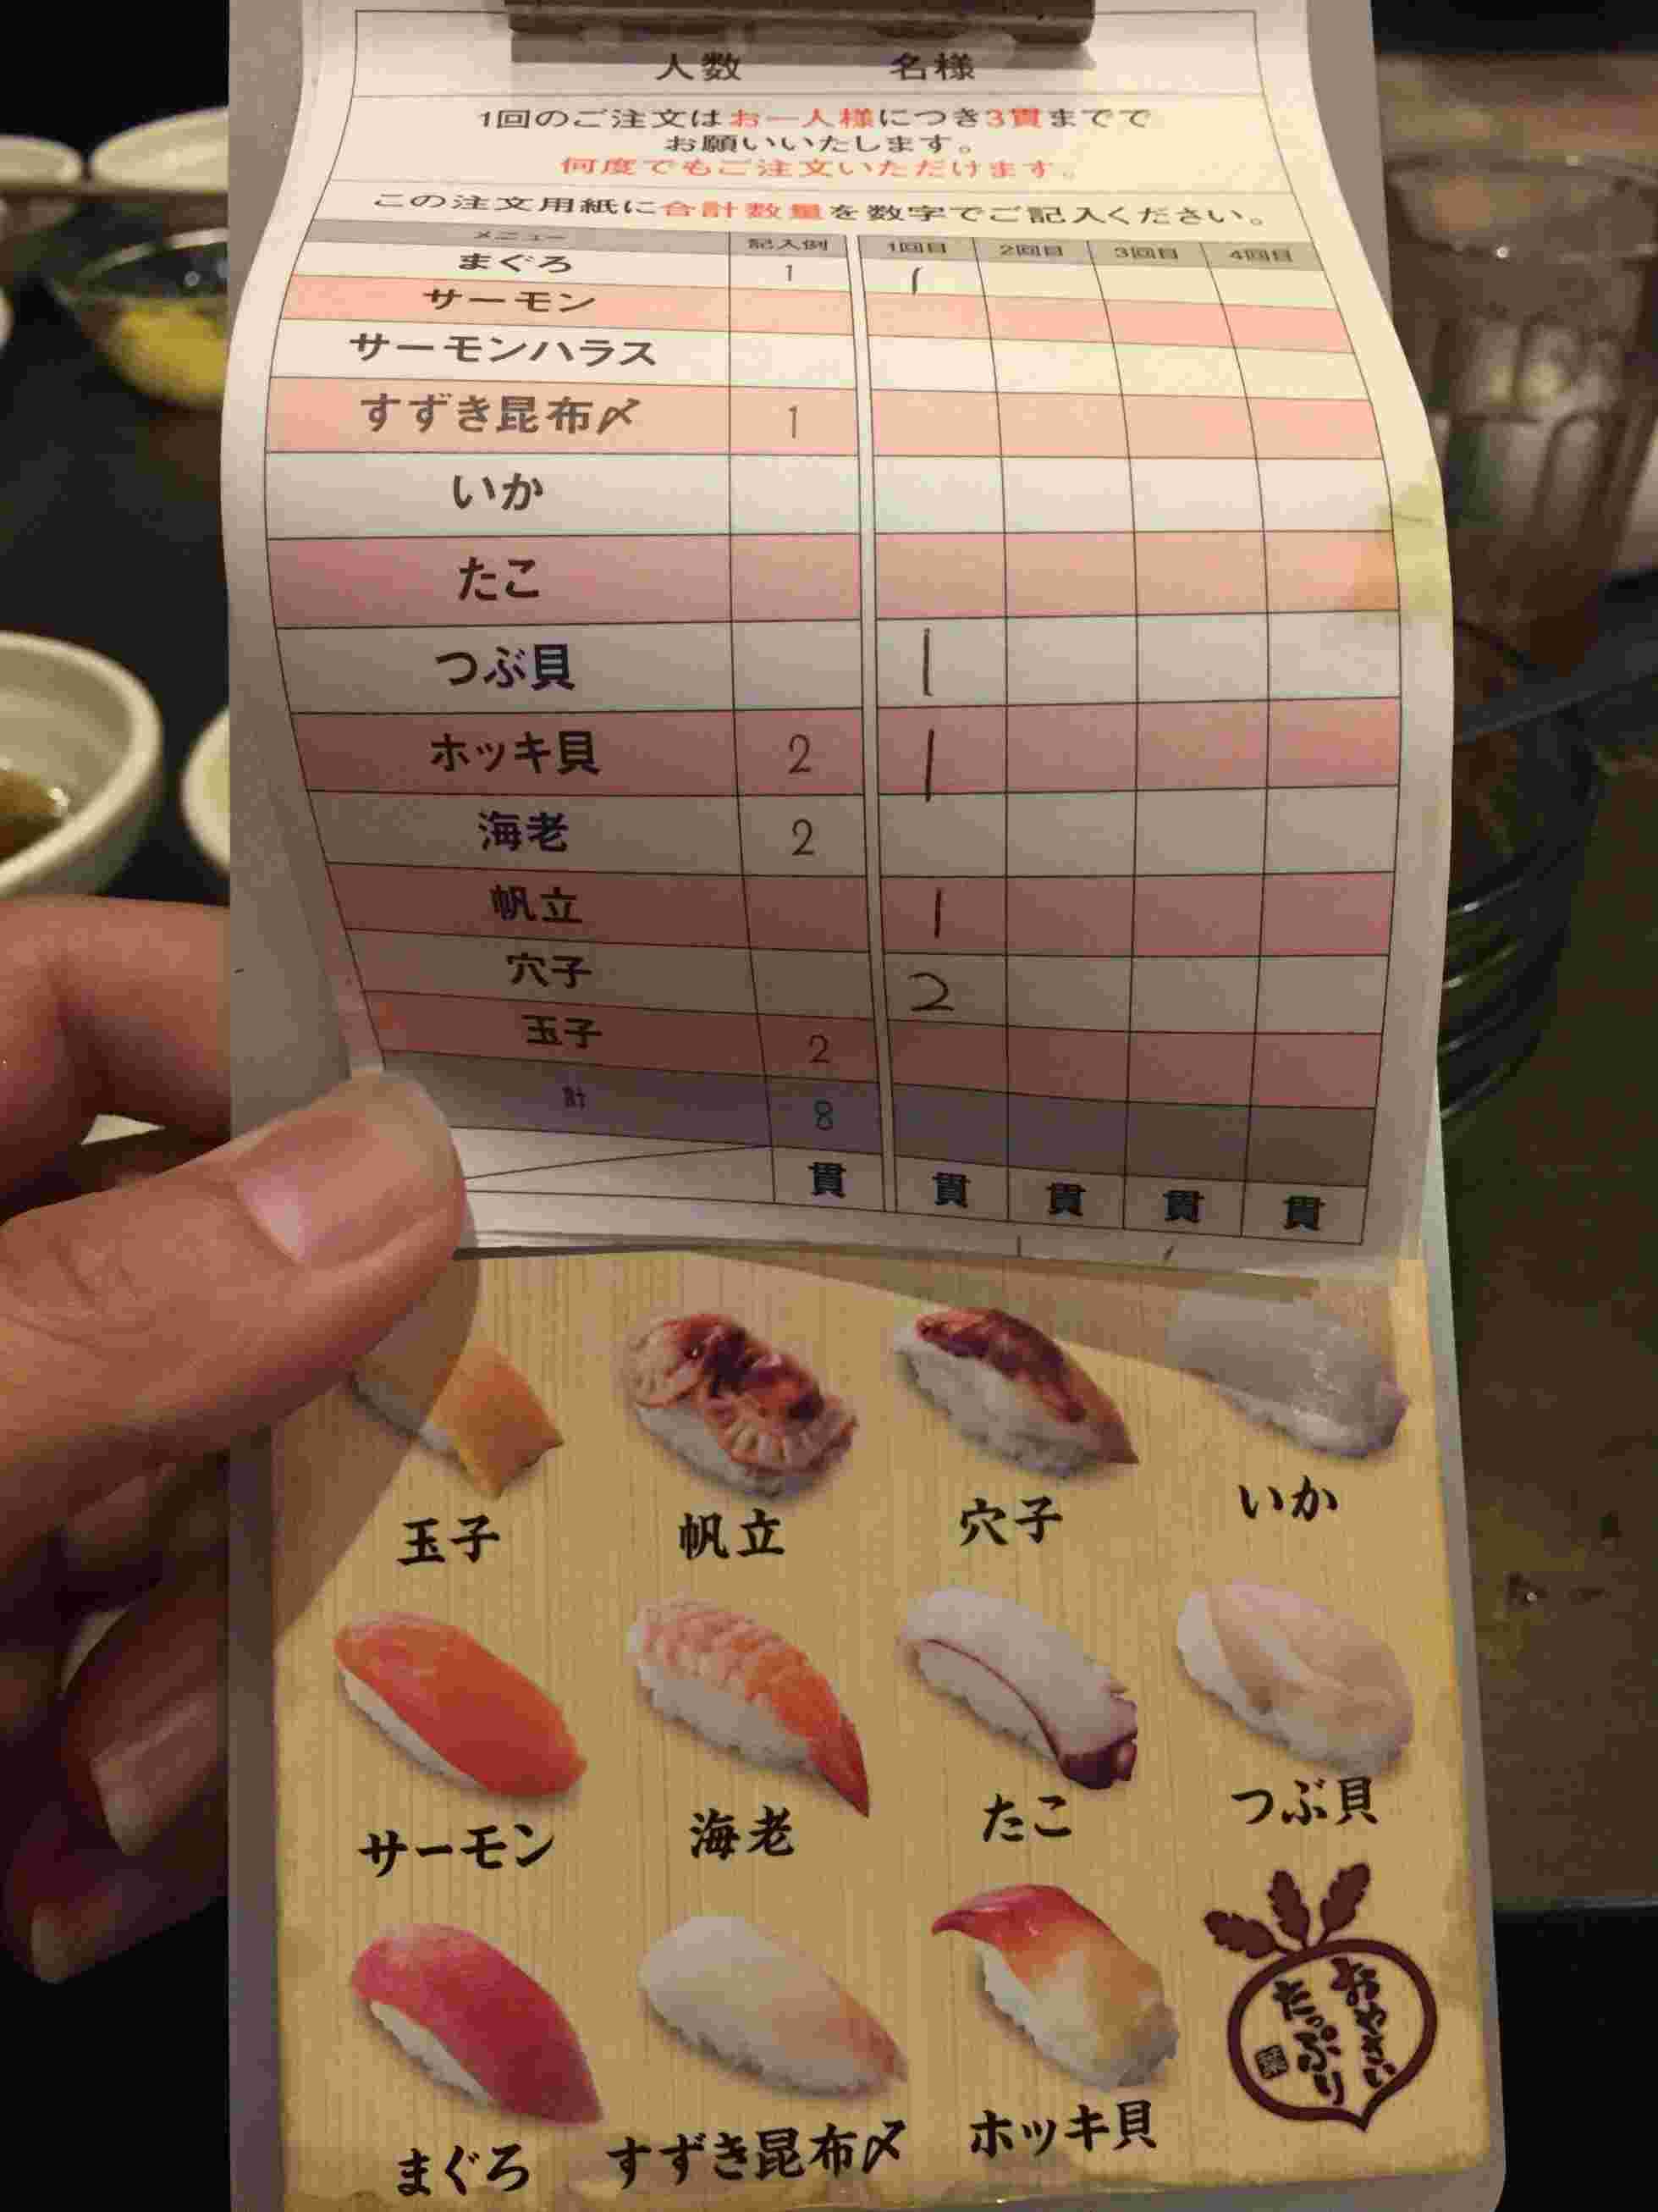 人数 名様
1回のご注文はお一人様につき3貫までで
お願いいたします。
何度でもご注文いただけます。
この注文用紙に合計数量を数字でご記入ください。
メニュー 記入例 1回目 2回目 3回目 4回目
まぐろ 1 1
サーモン
サーモンハラス
すずき昆布〆 1
いか
たこ
つぶ貝 1
ホッキ貝 2 1
海老 2
帆立 1
穴子 2
玉子 2
計 8
貫 貫 貫 貫 貫
玉子 帆立 穴子 いか
サーモン 海老 たこ つぶ貝
まぐろ すずき昆布〆 ホッキ貝
おやさい
たっぷり